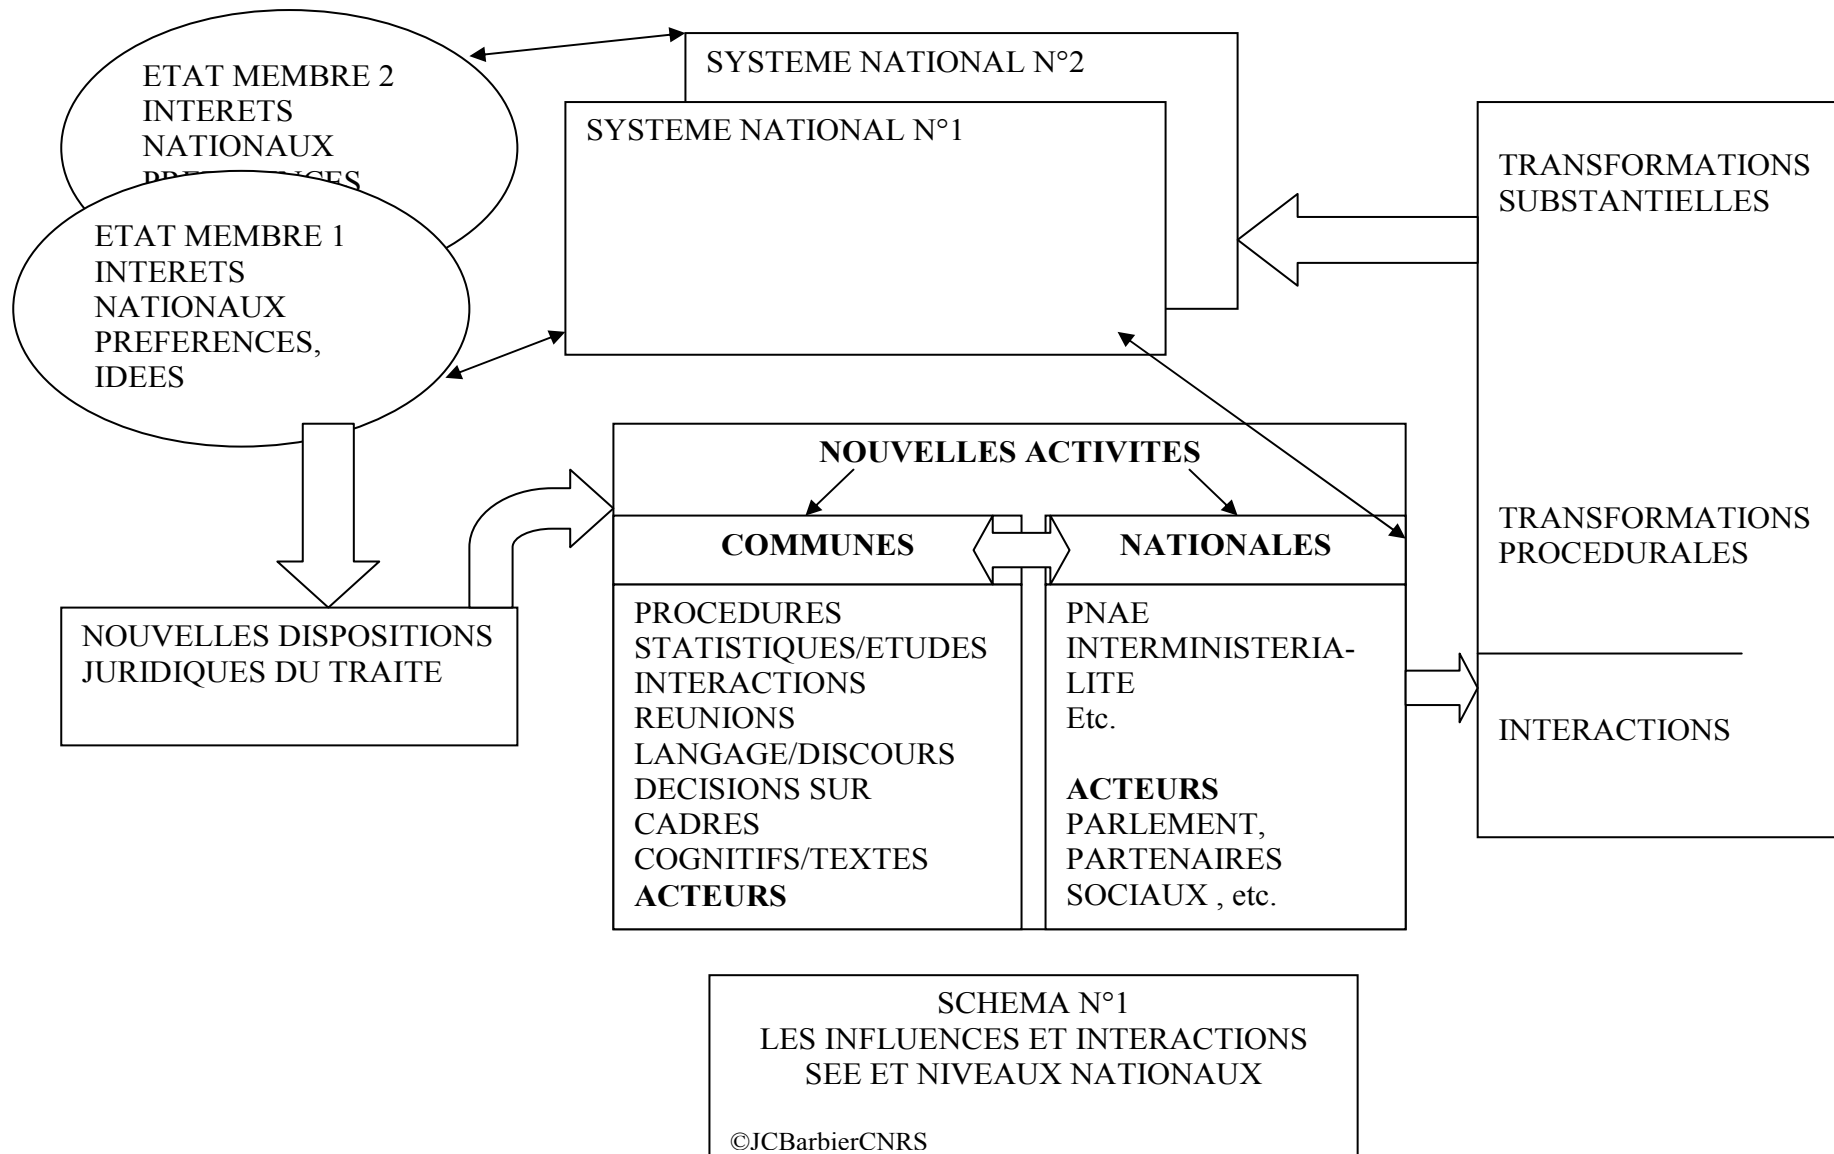 ETAT MEMBRE 2
INTERETS
NATIONAUX
ETAT MEMBRE 1
INTERETS
NATIONAUX
PREFERENCES,
IDEES
SYSTEME NATIONAL N°2
SYSTEME NATIONAL N°1
TRANSFORMATIONS
SUBSTANTIELLES
TRANSFORMATIONS
PROCEDURALES
INTERACTIONS
NOUVELLES DISPOSITIONS
JURIDIQUES DU TRAITE
NOUVELLES ACTIVITES
COMMUNES
PROCEDURES
STATISTIQUES/ETUDES
INTERACTIONS
REUNIONS
LANGAGE/DISCOURS
DECISIONS SUR
CADRES
COGNITIFS/TEXTES
ACTEURS
NATIONALES
PNAE
INTERMINISTERIA-
LITE
Etc.
ACTEURS
PARLEMENT,
PARTENAIRES
SOCIAUX , etc.
SCHEMA N°1
LES INFLUENCES ET INTERACTIONS
SEE ET NIVEAUX NATIONAUX
©JCBarbierCNRS